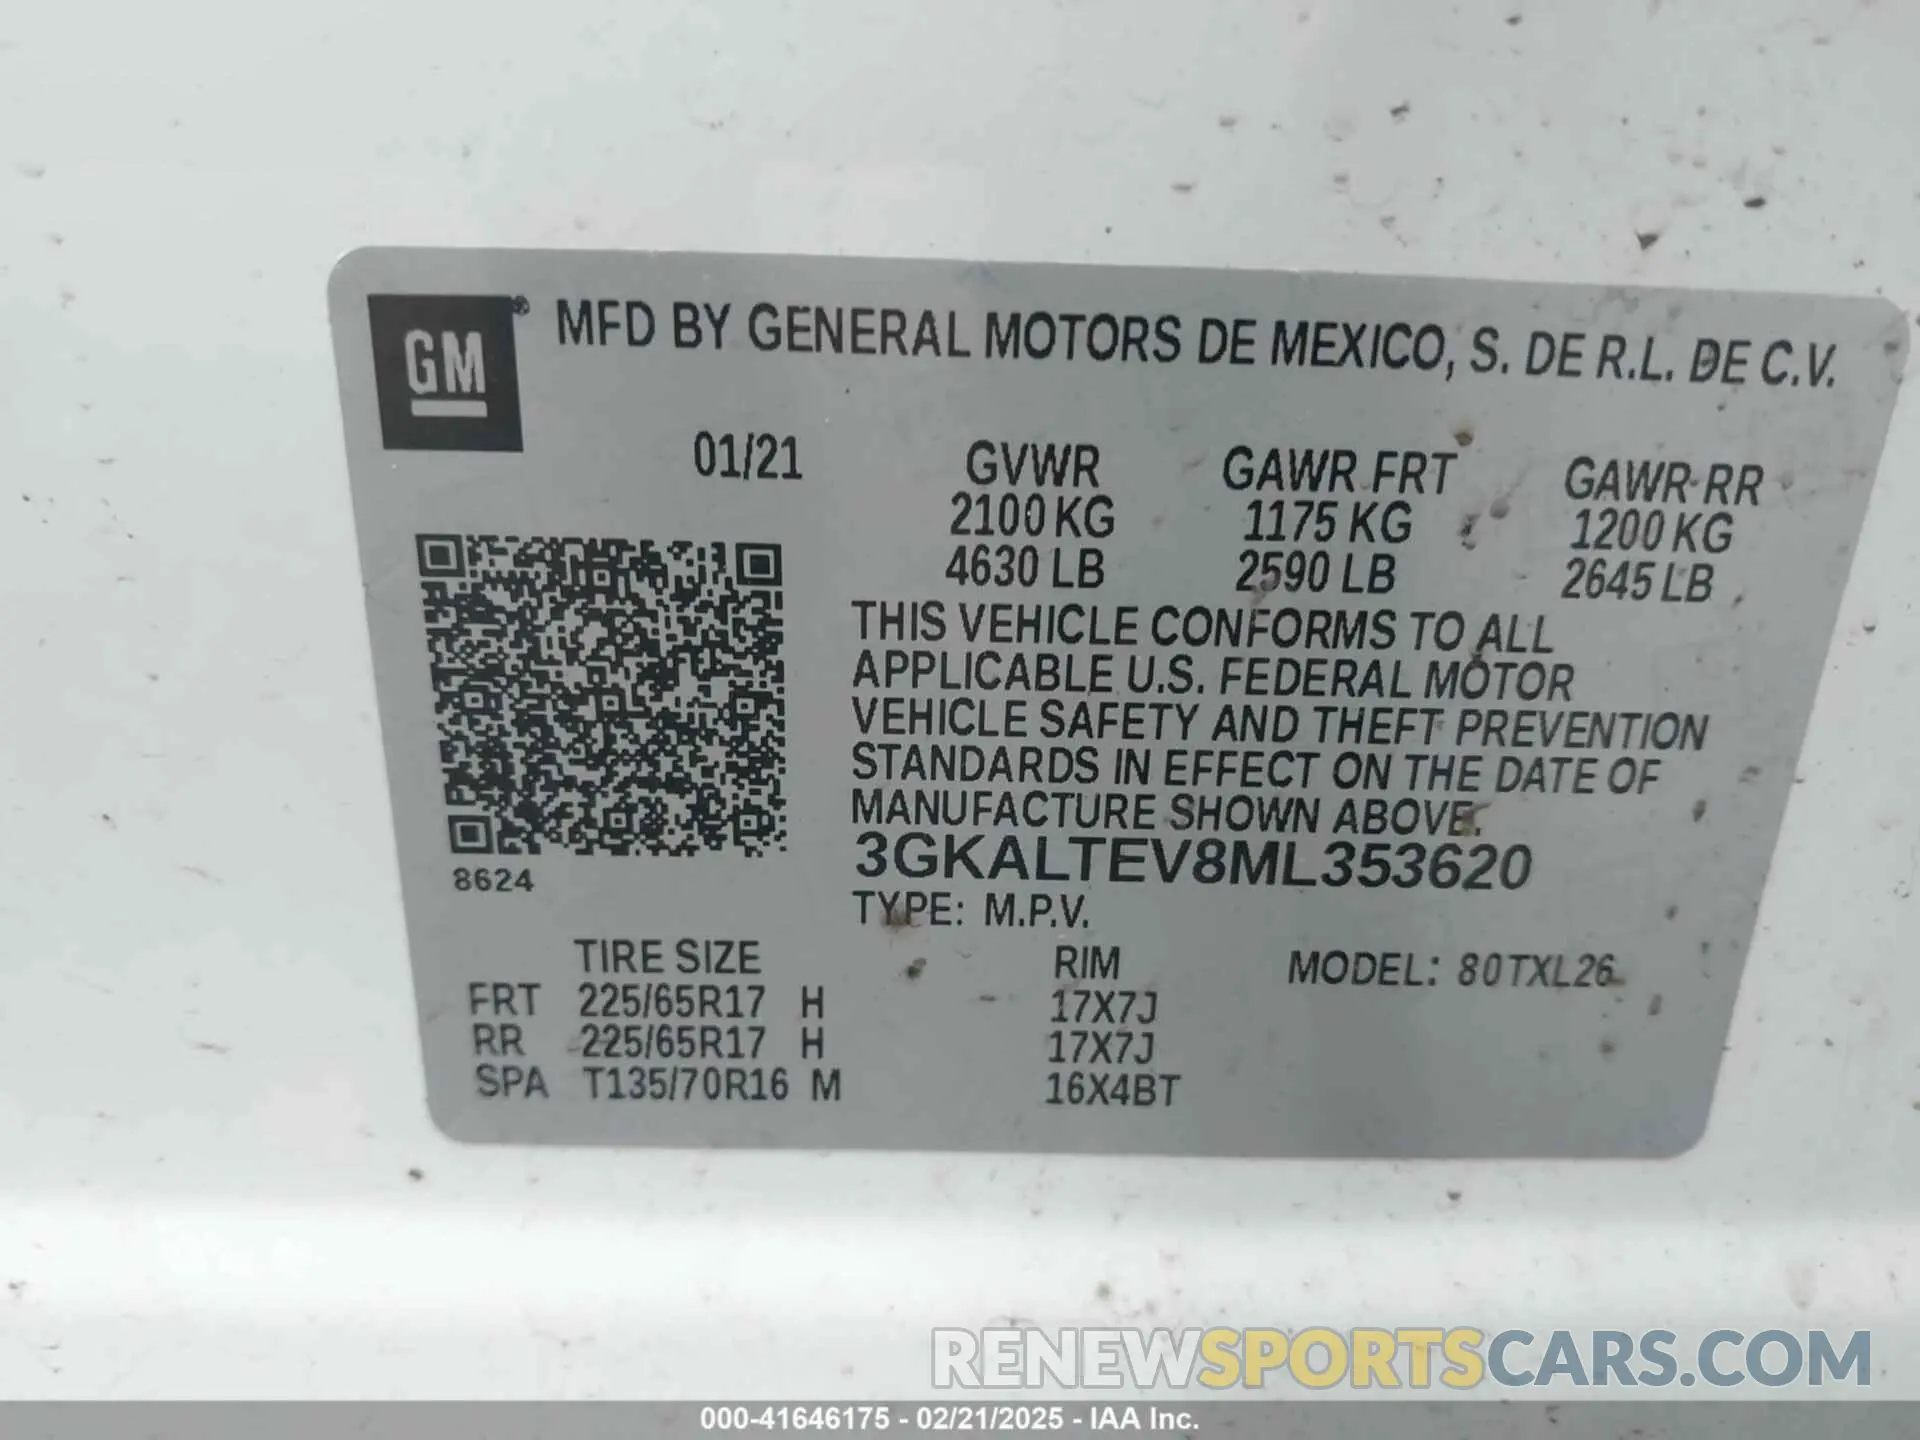 GM ® MFD BY GENERAL MOTORS DE MEXICO, S. DE R.L. DE C.V.
01/21 GVWR GAWR FRT GAWR RR
2100 KG 1175 KG 1200 KG
4630 LB 2590 LB 2645 LB
THIS VEHICLE CONFORMS TO ALL
APPLICABLE U.S. FEDERAL MOTOR
VEHICLE SAFETY AND THEFT PREVENTION
STANDARDS IN EFFECT ON THE DATE OF
MANUFACTURE SHOWN ABOVE.
3GKALTEV8ML353620
8624
TYPE: M.P.V.
TIRE SIZE RIM MODEL: 80TXL26
FRT 225/65R17 H 17X7J
RR 225/65R17 H 17X7J
SPA T135/70R16 M 16X4BT
RENEWSPORTSCARS.COM
000-41646175 - 02/21/2025 - IAA Inc.